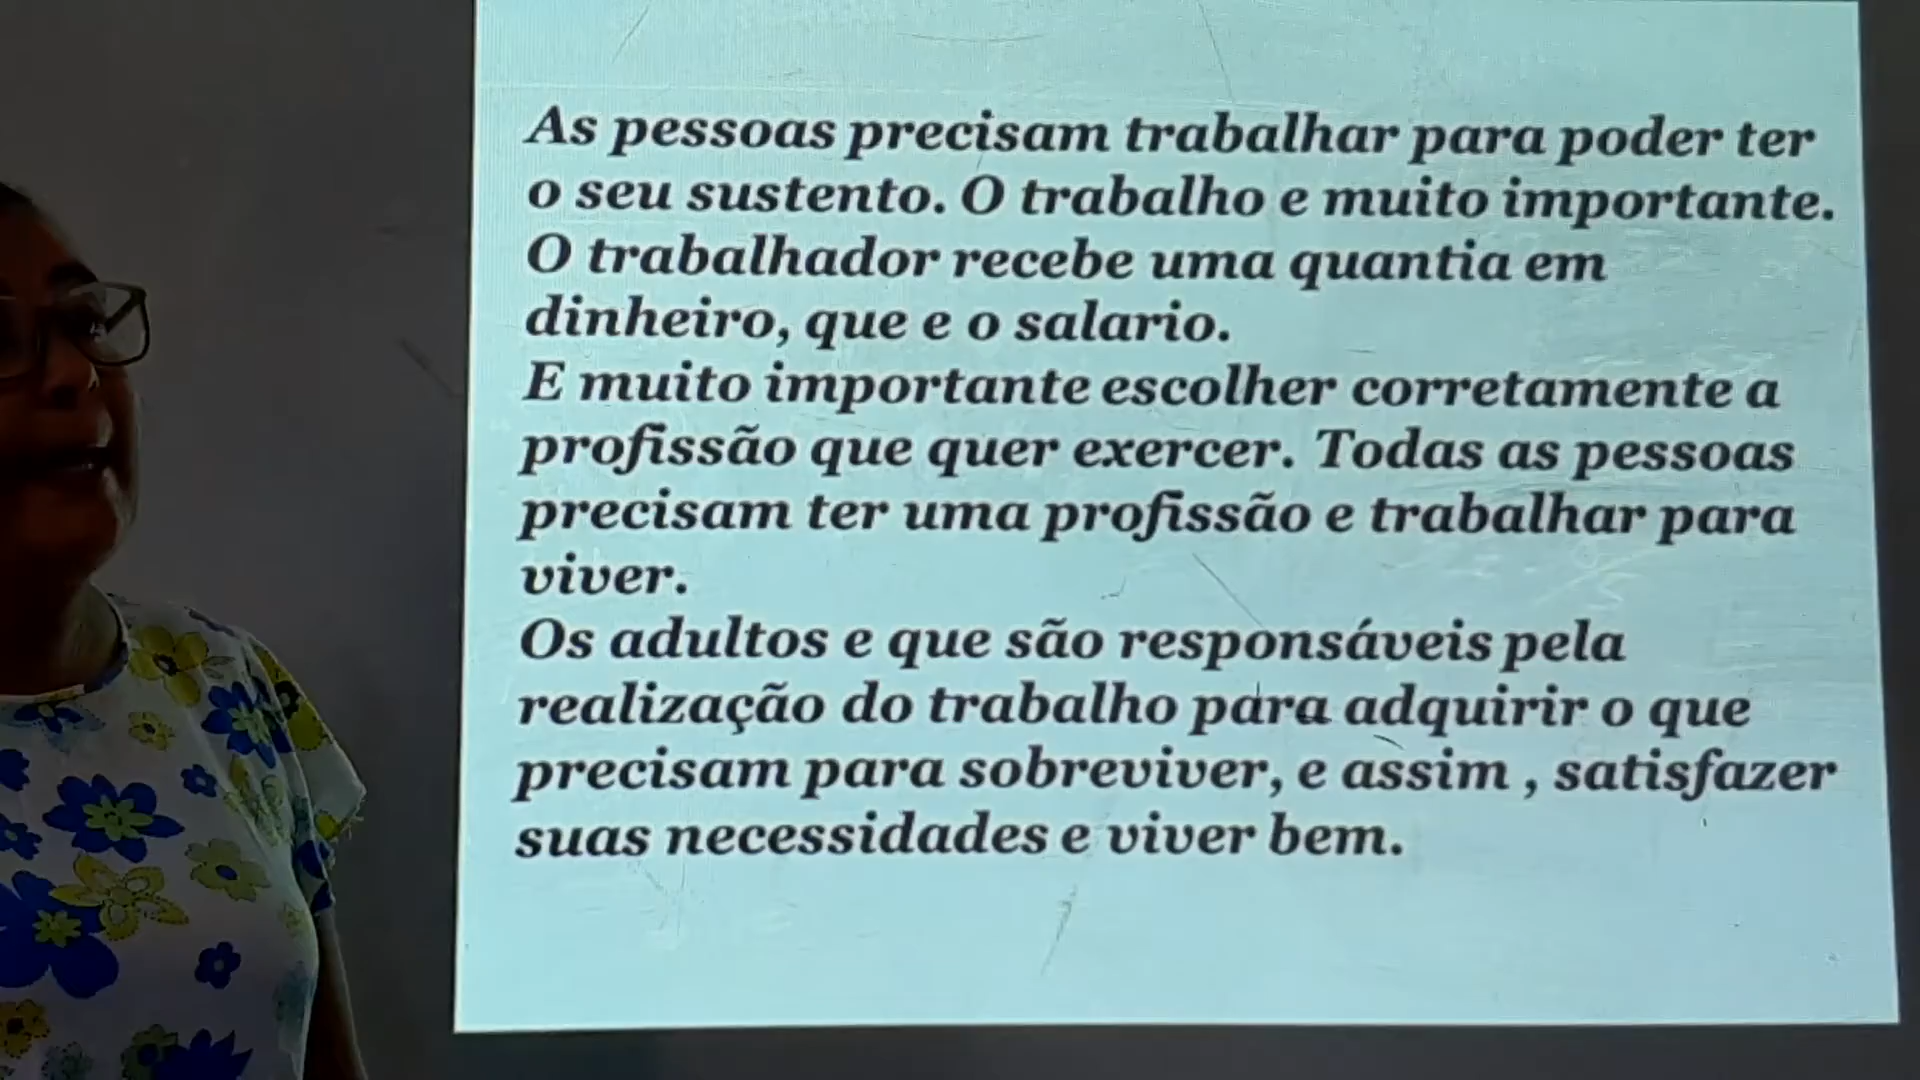 As pessoas precisam trabalhar para poder ter
o seu sustento. O trabalho e muito importante.
O trabalhador recebe uma quantia em
dinheiro, que e o salario.
E muito importante escolher corretamente a
profissão que quer exercer. Todas as pessoas
precisam ter uma profissão e trabalhar para
viver.
Os adultos e que são responsáveis pela
realização do trabalho para adquirir o que
precisam para sobreviver, e assim , satisfazer
suas necessidades e viver bem.